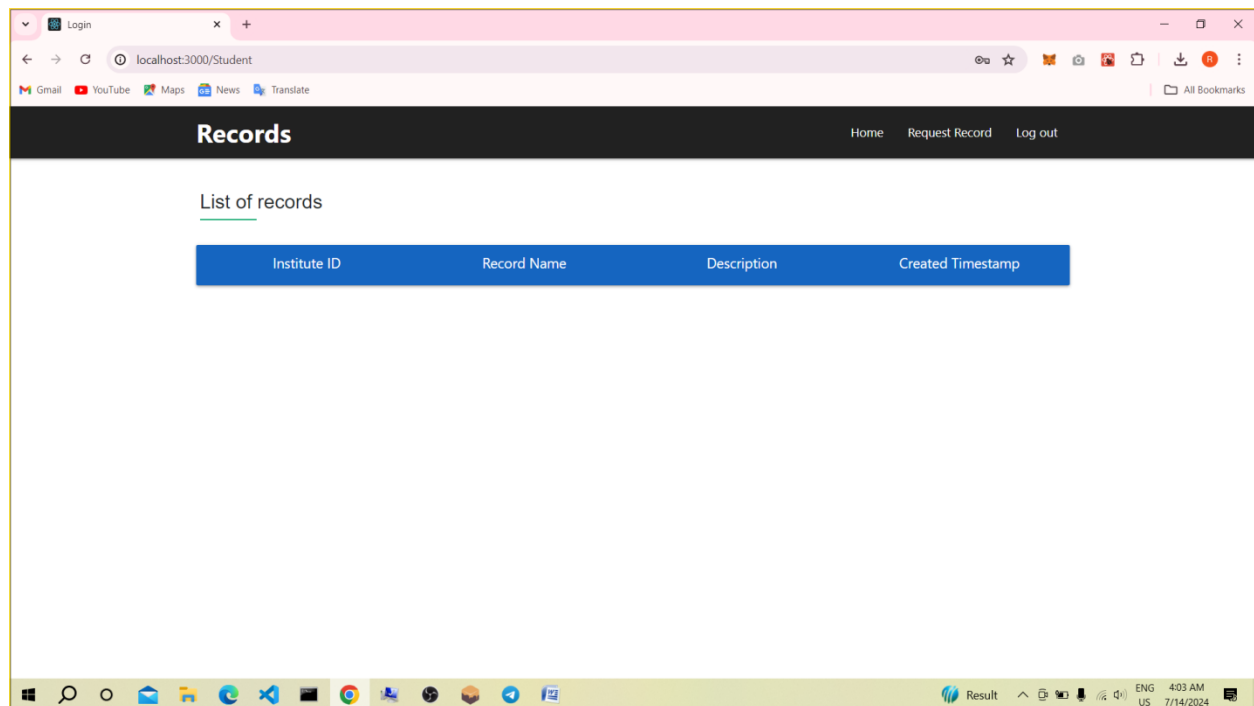 Login
localhost:3000/Student
Gmail YouTube Maps News Translate All Bookmarks
Records Home Request Record Log out
List of records
Institute ID Record Name Description Created Timestamp
Result ENG 4:03 AM
US 7/14/2024